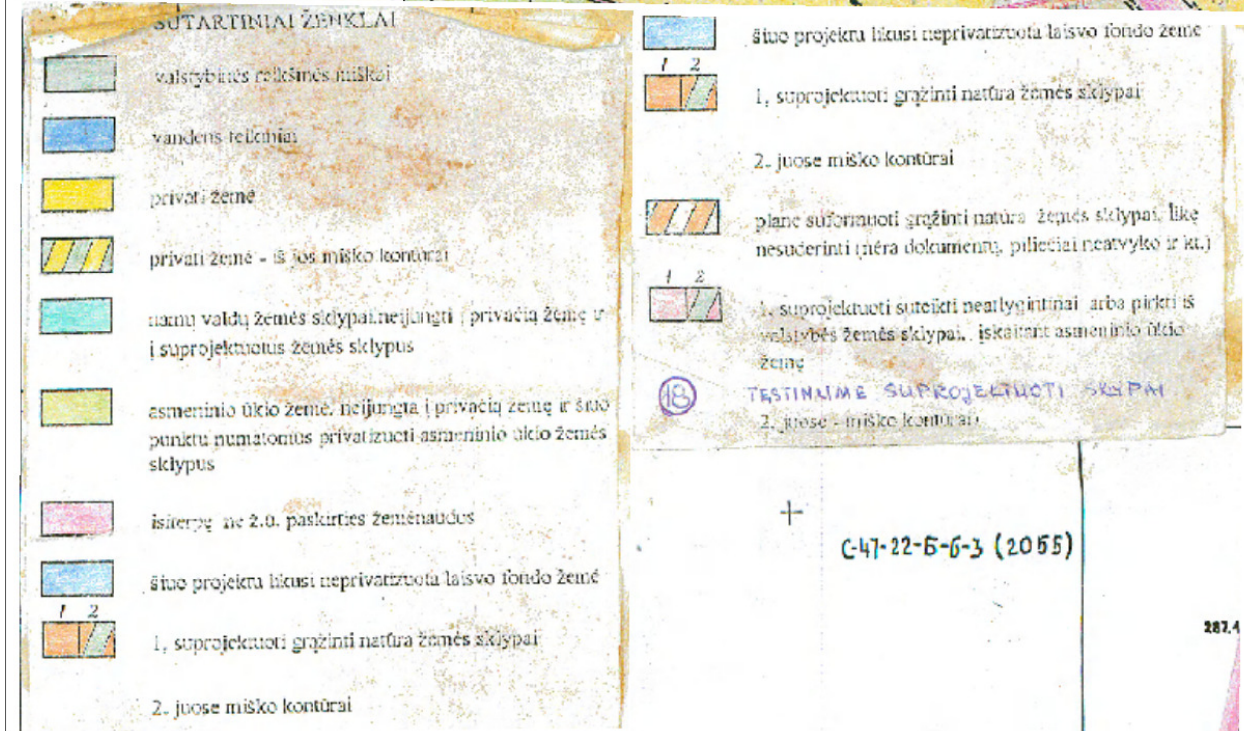 SUTARTINIAI ŽENKLAI
valstybinės reikšmės miškai
vandens telkiniai
privati žemė
privati žemė - iš jos miško kontūrai
namų valdų žemės sklypai neįjungti į privačią žemę ir
į suprojektuotus žemės sklypus
asmeninio ūkio žemė, neįjungta į privačią žemę ir šiuo
punktu numatomus privatizuoti asmeninio ūkio žemės
sklypus
įsiterpę ne ž.ū. paskirties žemėnaudos
šiuo projektu likusi neprivatizuota laisvo fondo žemė
1 2
1, suprojektuoti grąžinti natūra žemės sklypai
2. juose miško kontūrai
šiuo projektu likusi neprivatizuota laisvo fondo žemė
1 2
1, suprojektuoti grąžinti natūra žemės sklypai
2. juose miško kontūrai
plane suformuoti grąžinti natūra žemės sklypai, likę
nesuderinti (nėra dokumentų, piliečiai neatvyko ir kt.)
1 2
1, suprojektuoti suteikti neatlygintinai arba pirkti iš
valstybės žemės sklypai, įskaitant asmeninio ūkio
žemę
18 TĘSTINUME SUPROJEKTUOTI SKLYPAI
2. juose - miško kontūrai
C-47-22-Б-б-3 (2055)
287.4